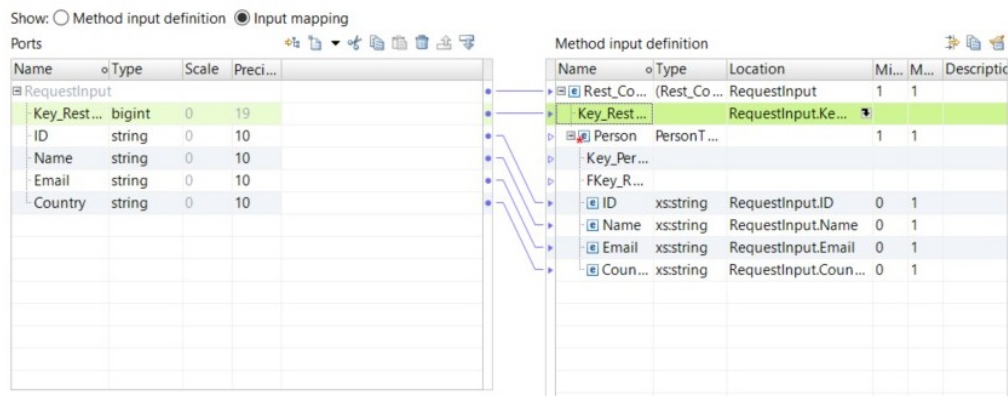 Show: Method input definition Input mapping
Ports
Name Type Scale Preci...
RequestInput
Key_Rest... bigint 0 19
ID string 0 10
Name string 0 10
Email string 0 10
Country string 0 10
Method input definition
Name Type Location Mi... M... Descriptic
Rest_Co... (Rest_Co... RequestInput 1 1
Key_Rest... RequestInput.Ke...
Person PersonT... 1 1
Key_Per...
FKey_R...
ID xs:string RequestInput.ID 0 1
Name xs:string RequestInput.Name 0 1
Email xs:string RequestInput.Email 0 1
Coun... xs:string RequestInput.Coun... 0 1